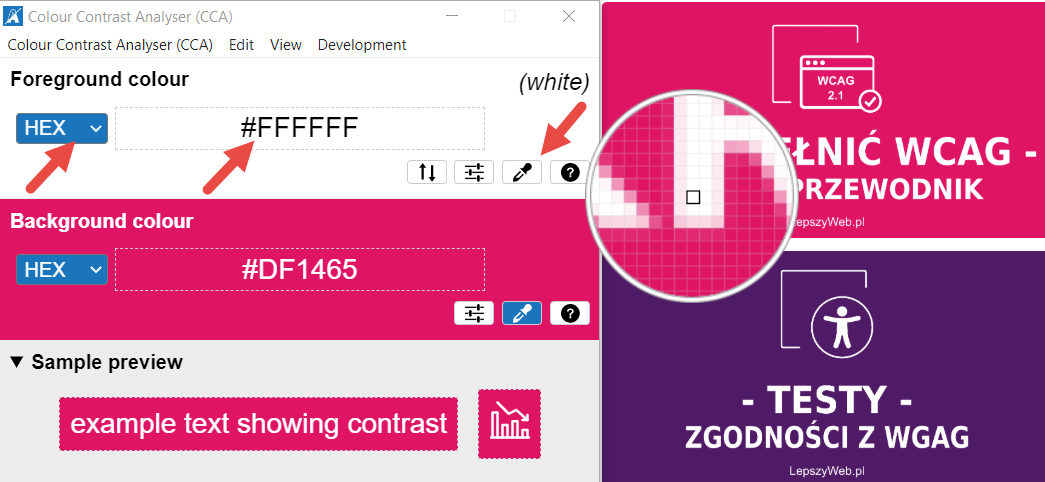 Colour Contrast Analyser (CCA)
Colour Contrast Analyser (CCA) Edit View Development
Foreground colour
(white)
HEX
#FFFFFF
Background colour
HEX
#DF1465
▼ Sample preview
example text showing contrast
WCAG
2.1
EŁNIĆ WCAG -
PRZEWODNIK
LepszyWeb.pl
- TESTY -
ZGODNOŚCI Z WGAG
LepszyWeb.pl